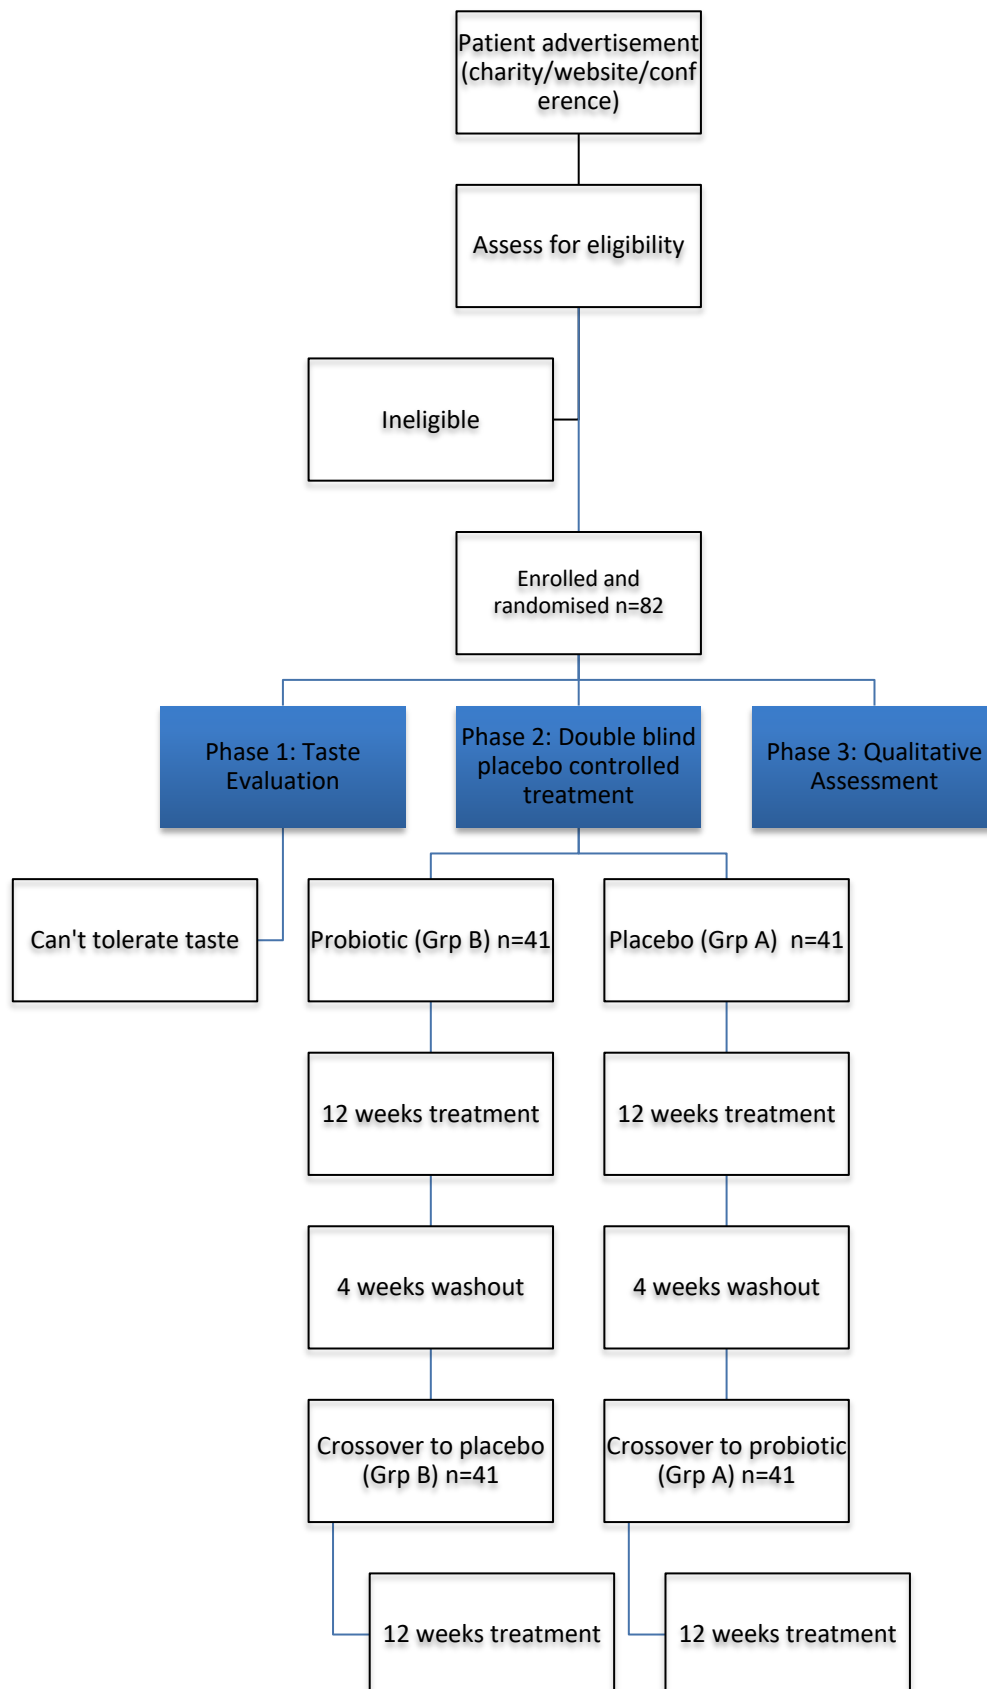 Patient advertisement
(charity/website/conf
erence)
Assess for eligibility
Ineligible
Enrolled and
randomised n=82
Phase 1: Taste
Evaluation
Phase 2: Double blind
placebo controlled
treatment
Phase 3: Qualitative
Assessment
Can't tolerate taste
Probiotic (Grp B) n=41
Placebo (Grp A)  n=41
12 weeks treatment
12 weeks treatment
4 weeks washout
4 weeks washout
Crossover to placebo
(Grp B) n=41
Crossover to probiotic
(Grp A) n=41
12 weeks treatment
12 weeks treatment